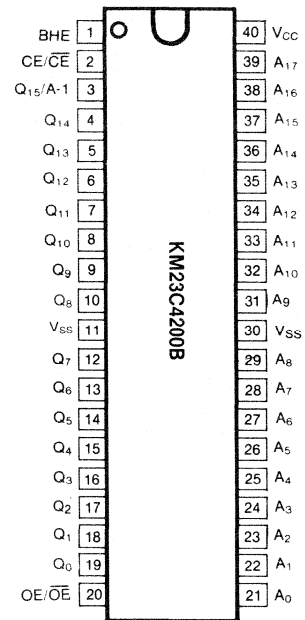 BHE 1 40 VCC
CE/C̅E̅ 2 39 A17
Q15/A-1 3 38 A16
Q14 4 37 A15
Q13 5 36 A14
Q12 6 35 A13
Q11 7 34 A12
Q10 8 33 A11
Q9 9 32 A10
Q8 10 31 A9
VSS 11 30 VSS
Q7 12 29 A8
Q6 13 28 A7
Q5 14 27 A6
Q4 15 26 A5
Q3 16 25 A4
Q2 17 24 A3
Q1 18 23 A2
Q0 19 22 A1
OE/O̅E̅ 20 21 A0
KM23C4200B